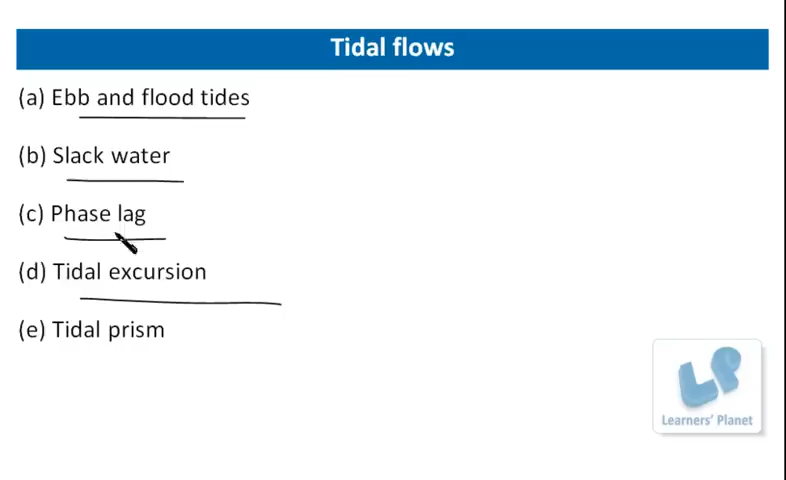 Tidal flows
(a) Ebb and flood tides
(b) Slack water
(c) Phase lag
(d) Tidal excursion
(e) Tidal prism
LP
Learners' Planet